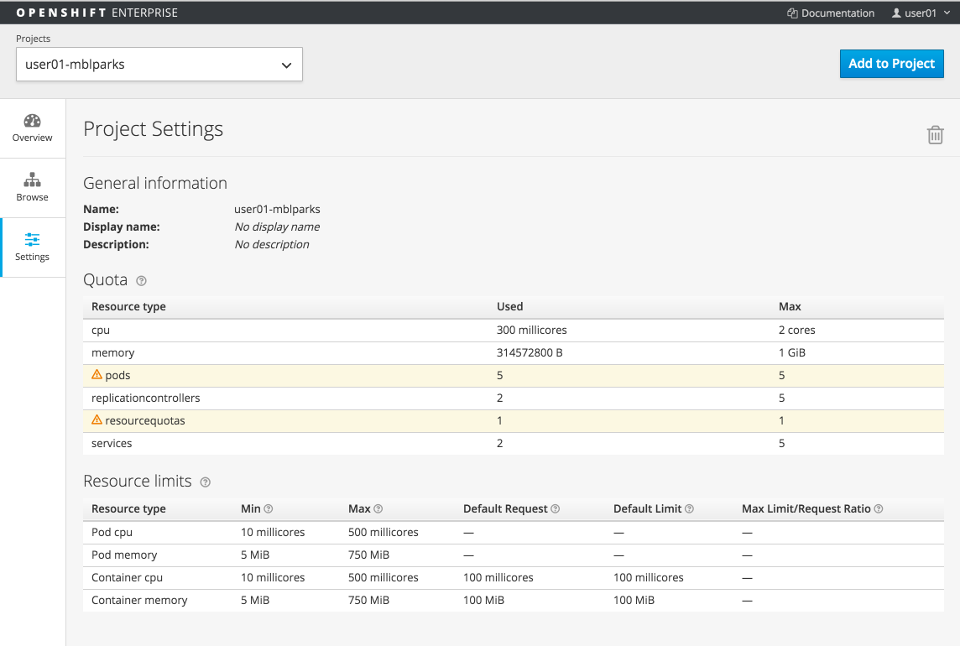 OPENSHIFT ENTERPRISE Documentation user01
Projects
user01-mblparks Add to Project
Overview
Browse
Settings
Project Settings
General information
Name: user01-mblparks
Display name: No display name
Description: No description
Quota
Resource type Used Max
cpu 300 millicores 2 cores
memory 314572800 B 1 GiB
pods 5 5
replicationcontrollers 2 5
resourcequotas 1 1
services 2 5
Resource limits
Resource type Min Max Default Request Default Limit Max Limit/Request Ratio
Pod cpu 10 millicores 500 millicores — — —
Pod memory 5 MiB 750 MiB — — —
Container cpu 10 millicores 500 millicores 100 millicores 100 millicores —
Container memory 5 MiB 750 MiB 100 MiB 100 MiB —